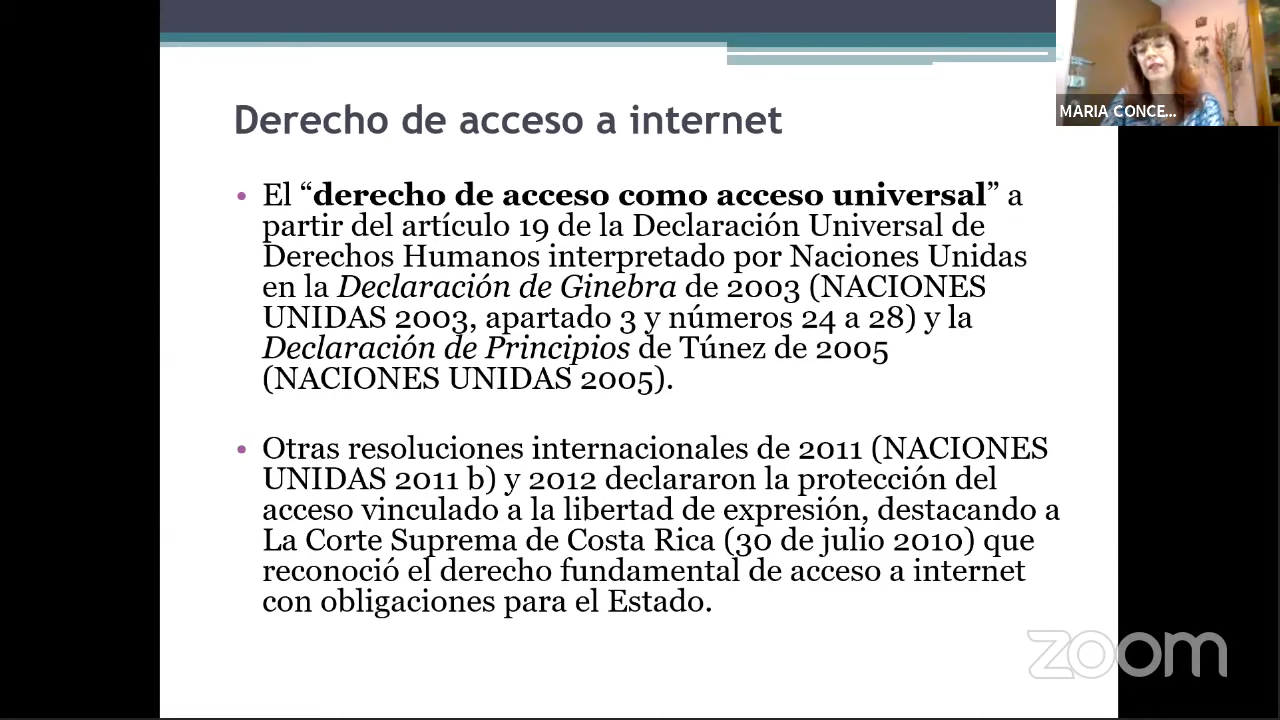 Derecho de acceso a internet
MARIA CONCE...
• El “derecho de acceso como acceso universal” a
partir del artículo 19 de la Declaración Universal de
Derechos Humanos interpretado por Naciones Unidas
en la Declaración de Ginebra de 2003 (NACIONES
UNIDAS 2003, apartado 3 y números 24 a 28) y la
Declaración de Principios de Túnez de 2005
(NACIONES UNIDAS 2005).
• Otras resoluciones internacionales de 2011 (NACIONES
UNIDAS 2011 b) y 2012 declararon la protección del
acceso vinculado a la libertad de expresión, destacando a
La Corte Suprema de Costa Rica (30 de julio 2010) que
reconoció el derecho fundamental de acceso a internet
con obligaciones para el Estado.
zoom